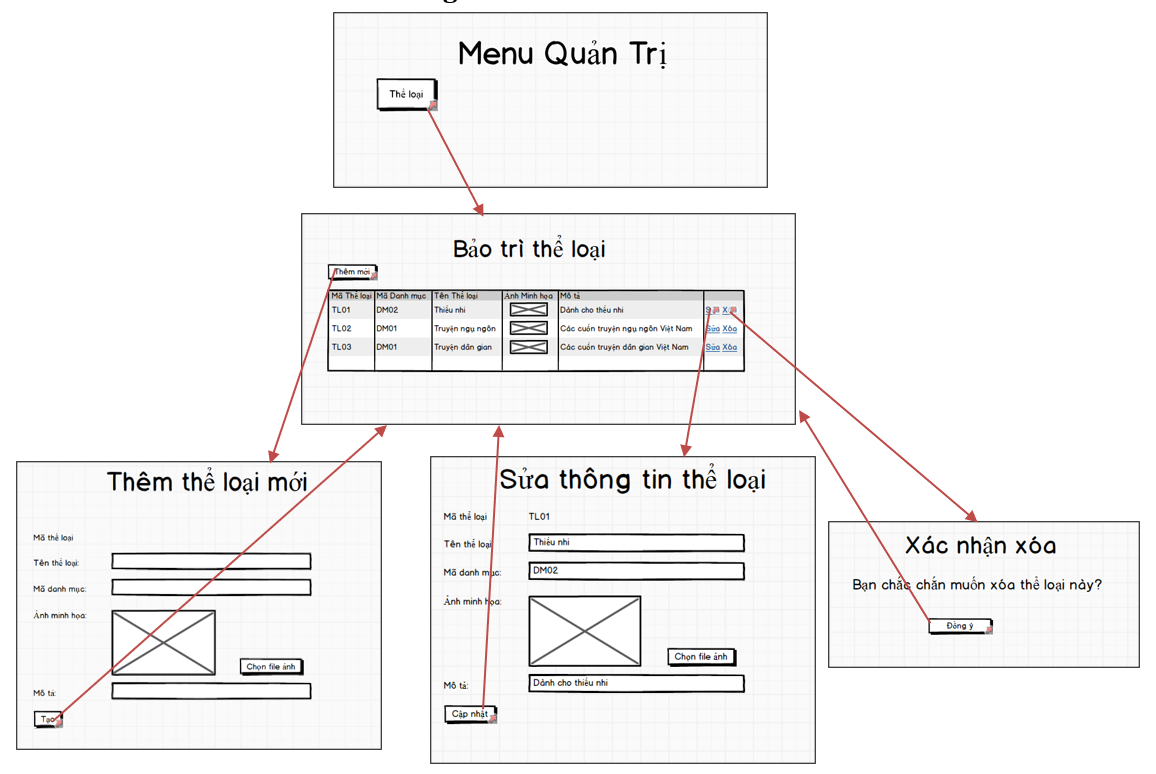 Menu Quản Trị
Thể loại
Bảo trì thể loại
Thêm mới
Mã Thể loại Mã Danh mục Tên Thể loại Ảnh Minh họa Mô tả
TL01 DM02 Thiếu nhi Dành cho thiếu nhi
TL02 DM01 Truyện ngụ ngôn Các cuốn truyện ngụ ngôn Việt Nam Sửa Xóa
TL03 DM01 Truyện dân gian Các cuốn truyện dân gian Việt Nam Sửa Xóa
Thêm thể loại mới
Mã thể loại
Tên thể loại:
Mã danh mục:
Ảnh minh họa:
Chọn file ảnh
Mô tả:
Tạo
Sửa thông tin thể loại
Mã thể loại TL01
Tên thể loại Thiếu nhi
Mã danh mục: DM02
Ảnh minh họa:
Chọn file ảnh
Mô tả: Dành cho thiếu nhi
Cập nhật
Xác nhận xóa
Bạn chắc chắn muốn xóa thể loại này?
Đồng ý